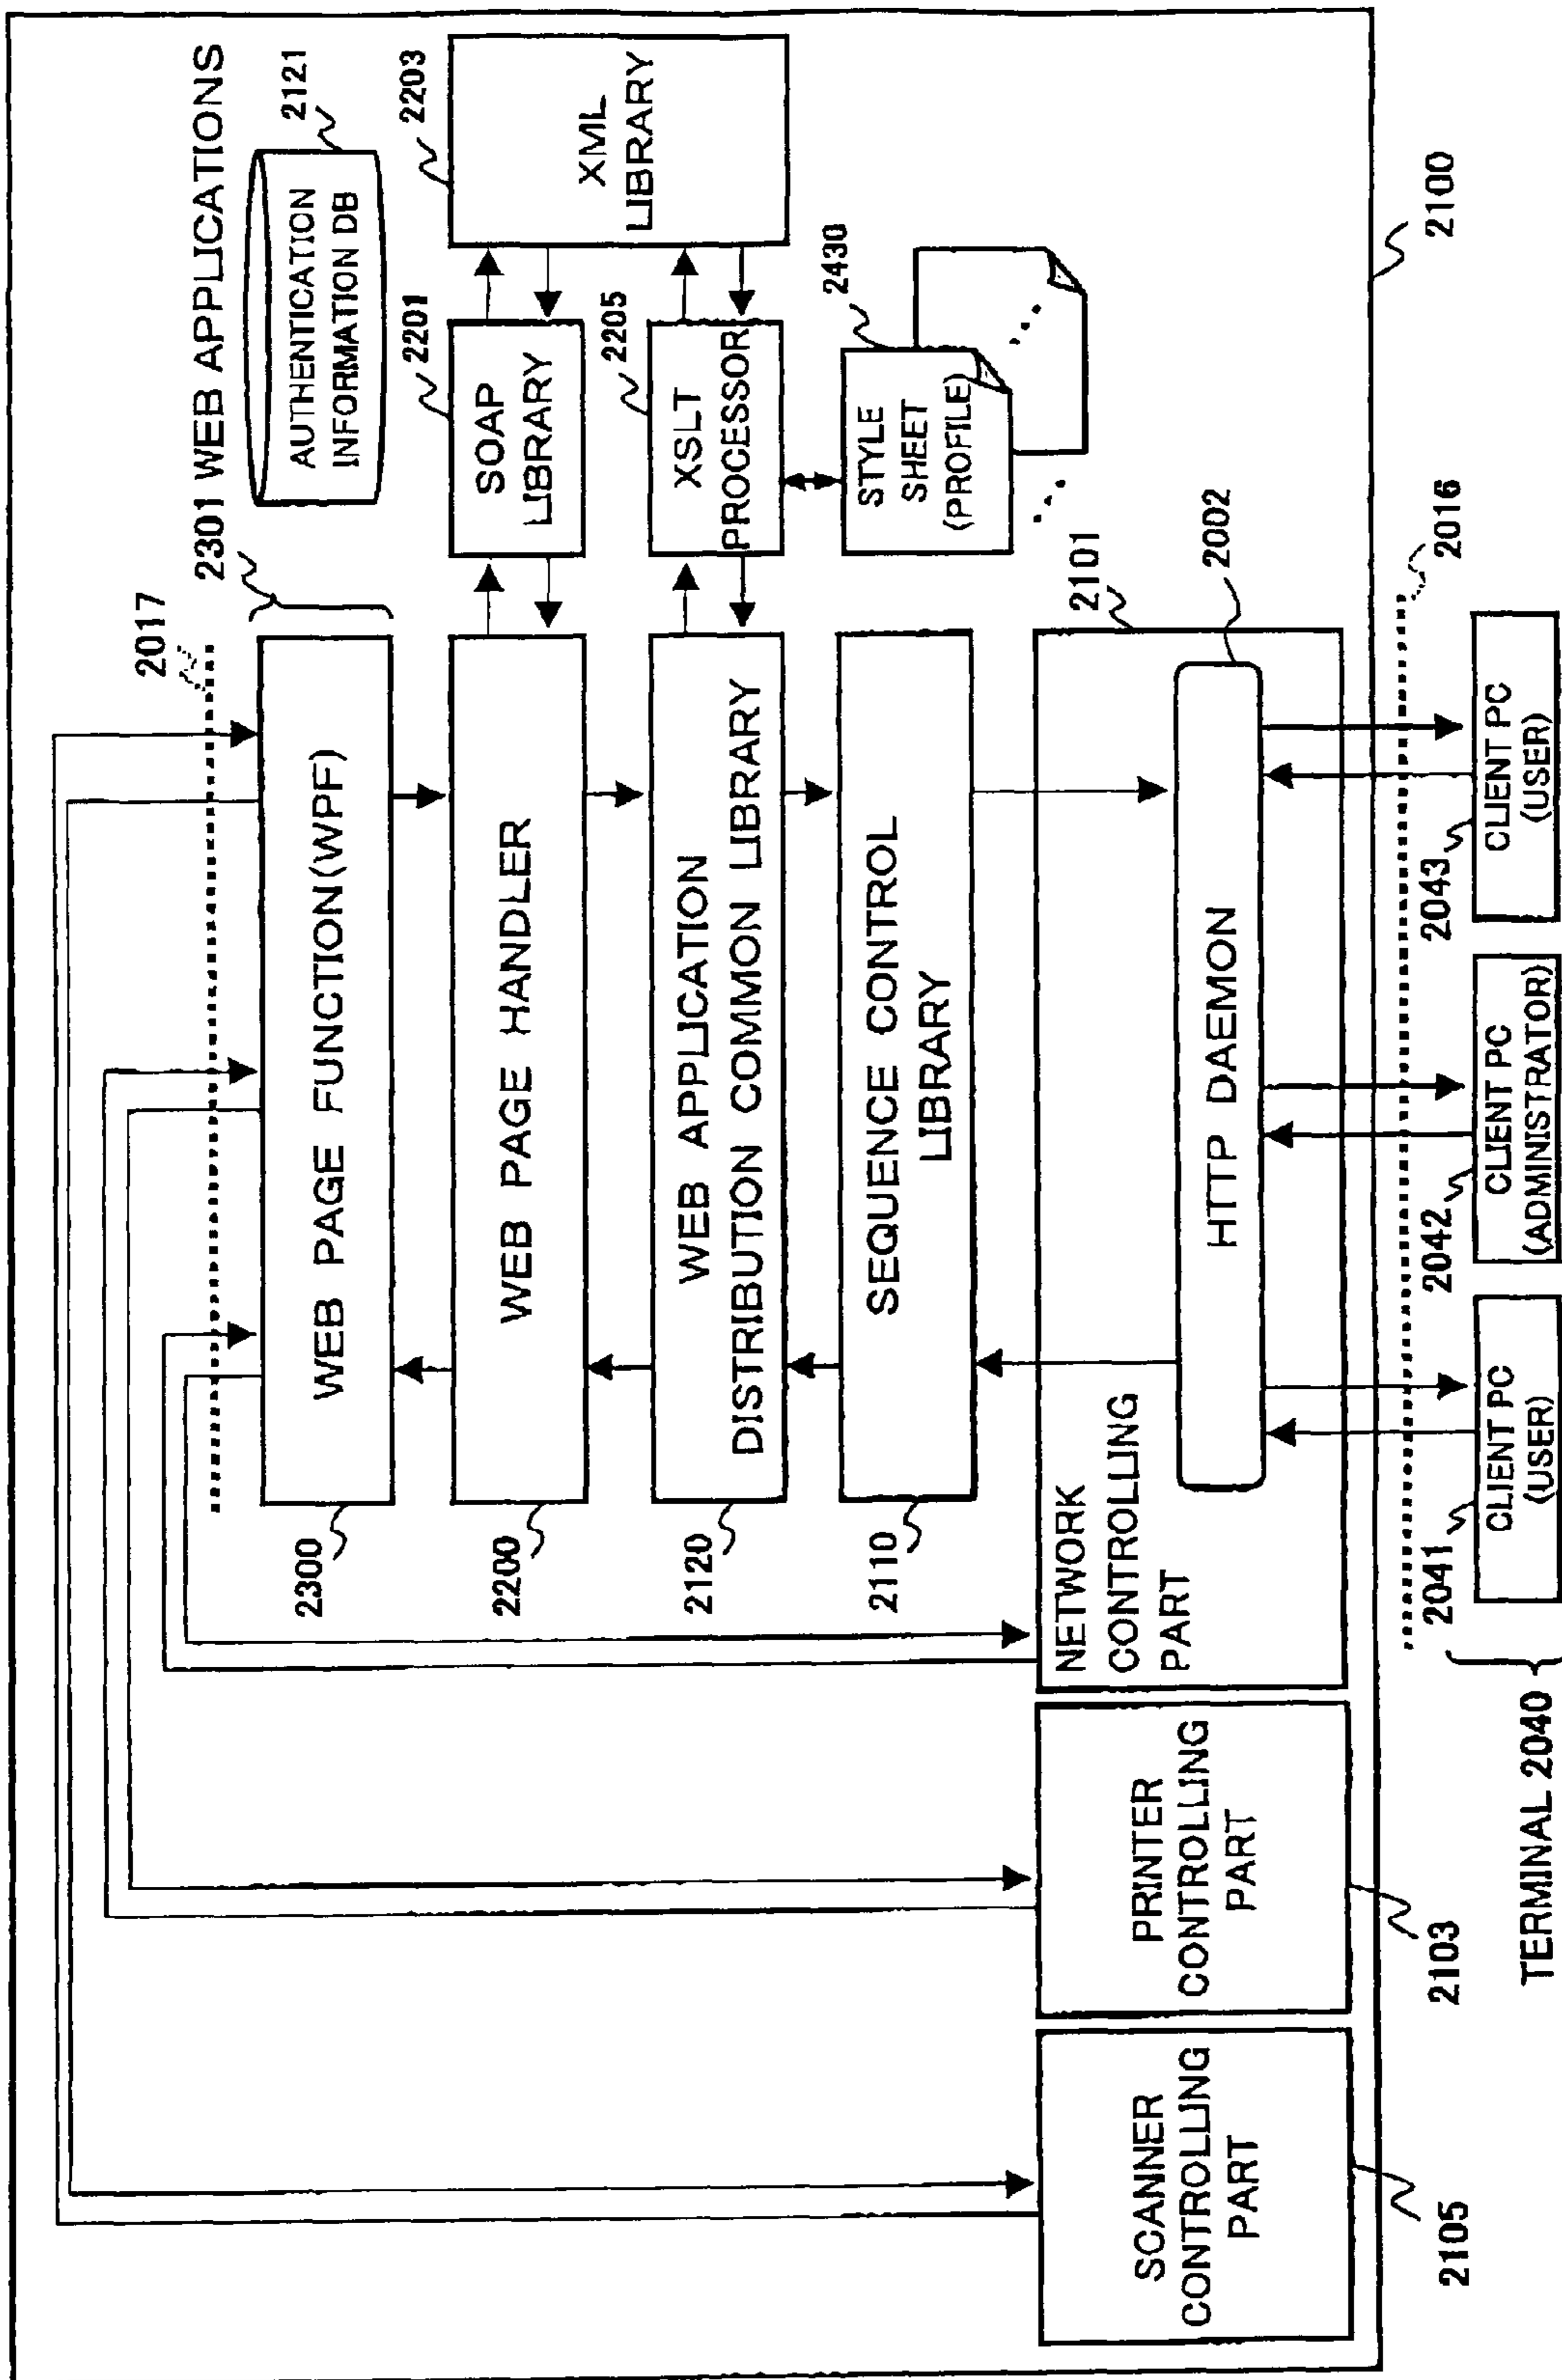 2017
2301 WEB APPLICATIONS
WEB PAGE FUNCTION(WPF)
2300
AUTHENTICATION
INFORMATION DB
2121
WEB PAGE HANDLER
2200
SOAP
LIBRARY
2201
XML
LIBRARY
2203
WEB APPLICATION
DISTRIBUTION COMMON LIBRARY
2120
XSLT
PROCESSOR
2205
SEQUENCE CONTROL
LIBRARY
2110
STYLE
SHEET
(PROFILE)
2430
SCANNER
CONTROLLING
PART
2105
PRINTER
CONTROLLING
PART
2103
NETWORK
CONTROLLING
PART
2101
HTTP DAEMON
2002
2100
2016
TERMINAL 2040
2041
CLIENT PC
(USER)
2042
CLIENT PC
(ADMINISTRATOR)
2043
CLIENT PC
(USER)